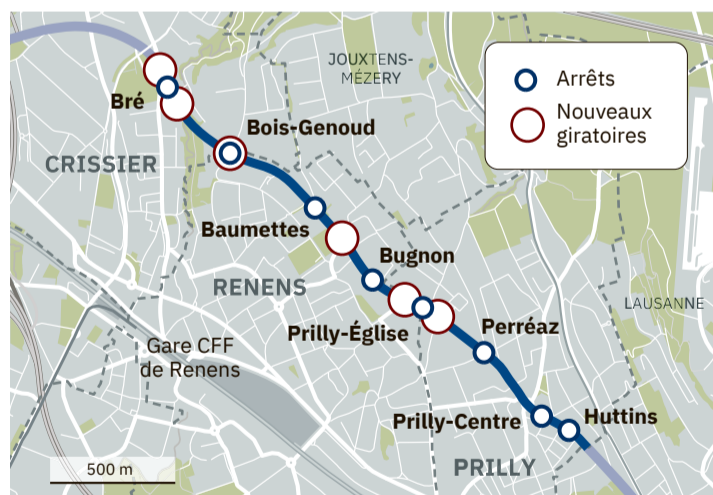 JOUXTENS-
MÉZERY
Arrêts
Nouveaux
giratoires
Bré
Bois-Genoud
CRISSIER
Baumettes
Bugnon
RENENS
LAUSANNE
Prilly-Église
Perréaz
Gare CFF
de Renens
Prilly-Centre
Huttins
500 m
PRILLY